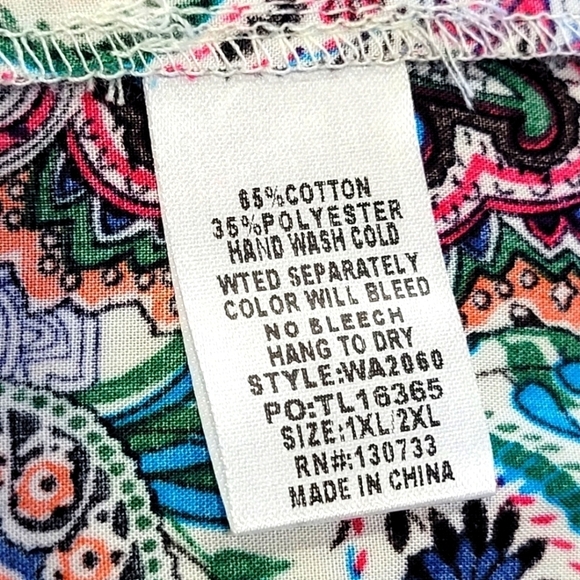 65%COTTON
35%POLYESTER
HAND WASH COLD
WTED SEPARATELY
COLOR WILL BLEED
NO BLEECH
HANG TO DRY
STYLE:WA2060
PO:TL16365
SIZE:1XL/2XL
RN#:130733
MADE IN CHINA